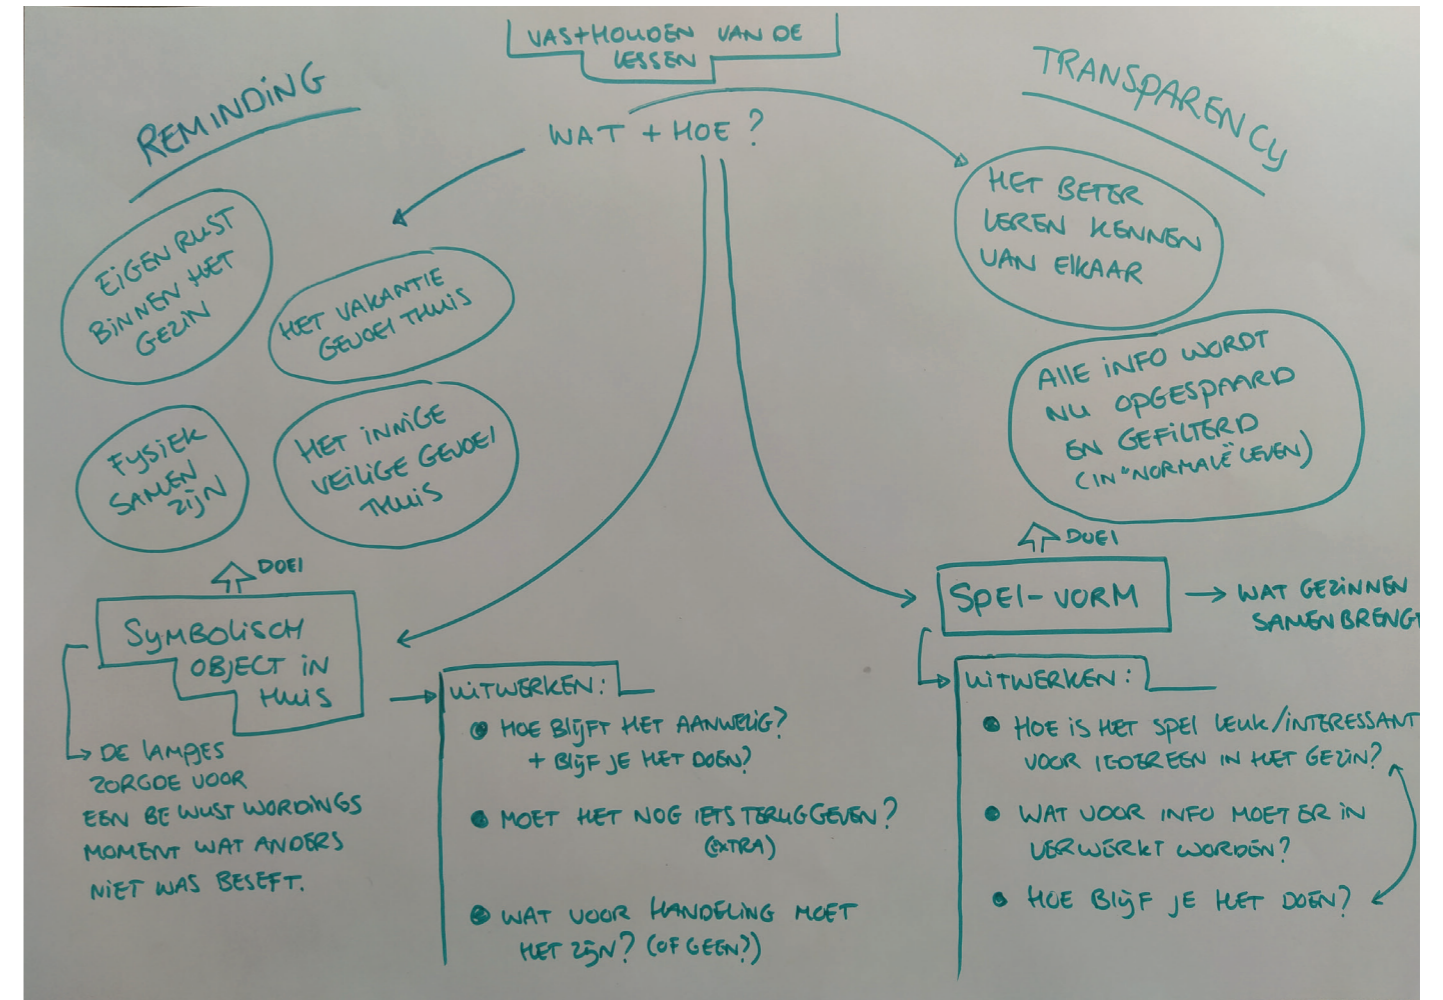 VASTHOUDEN VAN DE
LESSEN
WAT + HOE?
REMINDING
EIGEN RUST
BINNEN HET
GEZIN
HET VAKANTIE
GEVOEL THUIS
FYSIEK
SAMEN
ZIJN
HET INNIGE
VEILIGE GEVOEL
THUIS
DOEL
SYMBOLISCH
OBJECT IN
THUIS
DE LAMPJES
ZORGDE VOOR
EEN BEWUST WORDINGS
MOMENT WAT ANDERS
NIET WAS BESEFT.
UITWERKEN:
HOE BLIJFT HET AANWEZIG?
+ BLIJF JE HET DOEN?
MOET HET NOG IETS TERUGGEVEN?
(EXTRA)
WAT VOOR HANDELING MOET
HET ZIJN? (OF GEEN?)
TRANSPARENCY
HET BETER
LEREN KENNEN
VAN ELKAAR
ALLE INFO WORDT
NU OPGESPAARD
EN GEFILTERD
(IN "NORMALE" LEVEN)
DOEL
SPEL-VORM
WAT GEZINNEN
SAMENBRENGT
UITWERKEN:
HOE IS HET SPEL LEUK/INTERESSANT
VOOR IEDEREEN IN HET GEZIN?
WAT VOOR INFO MOET ER IN
VERWERKT WORDEN?
HOE BLIJF JE HET DOEN?